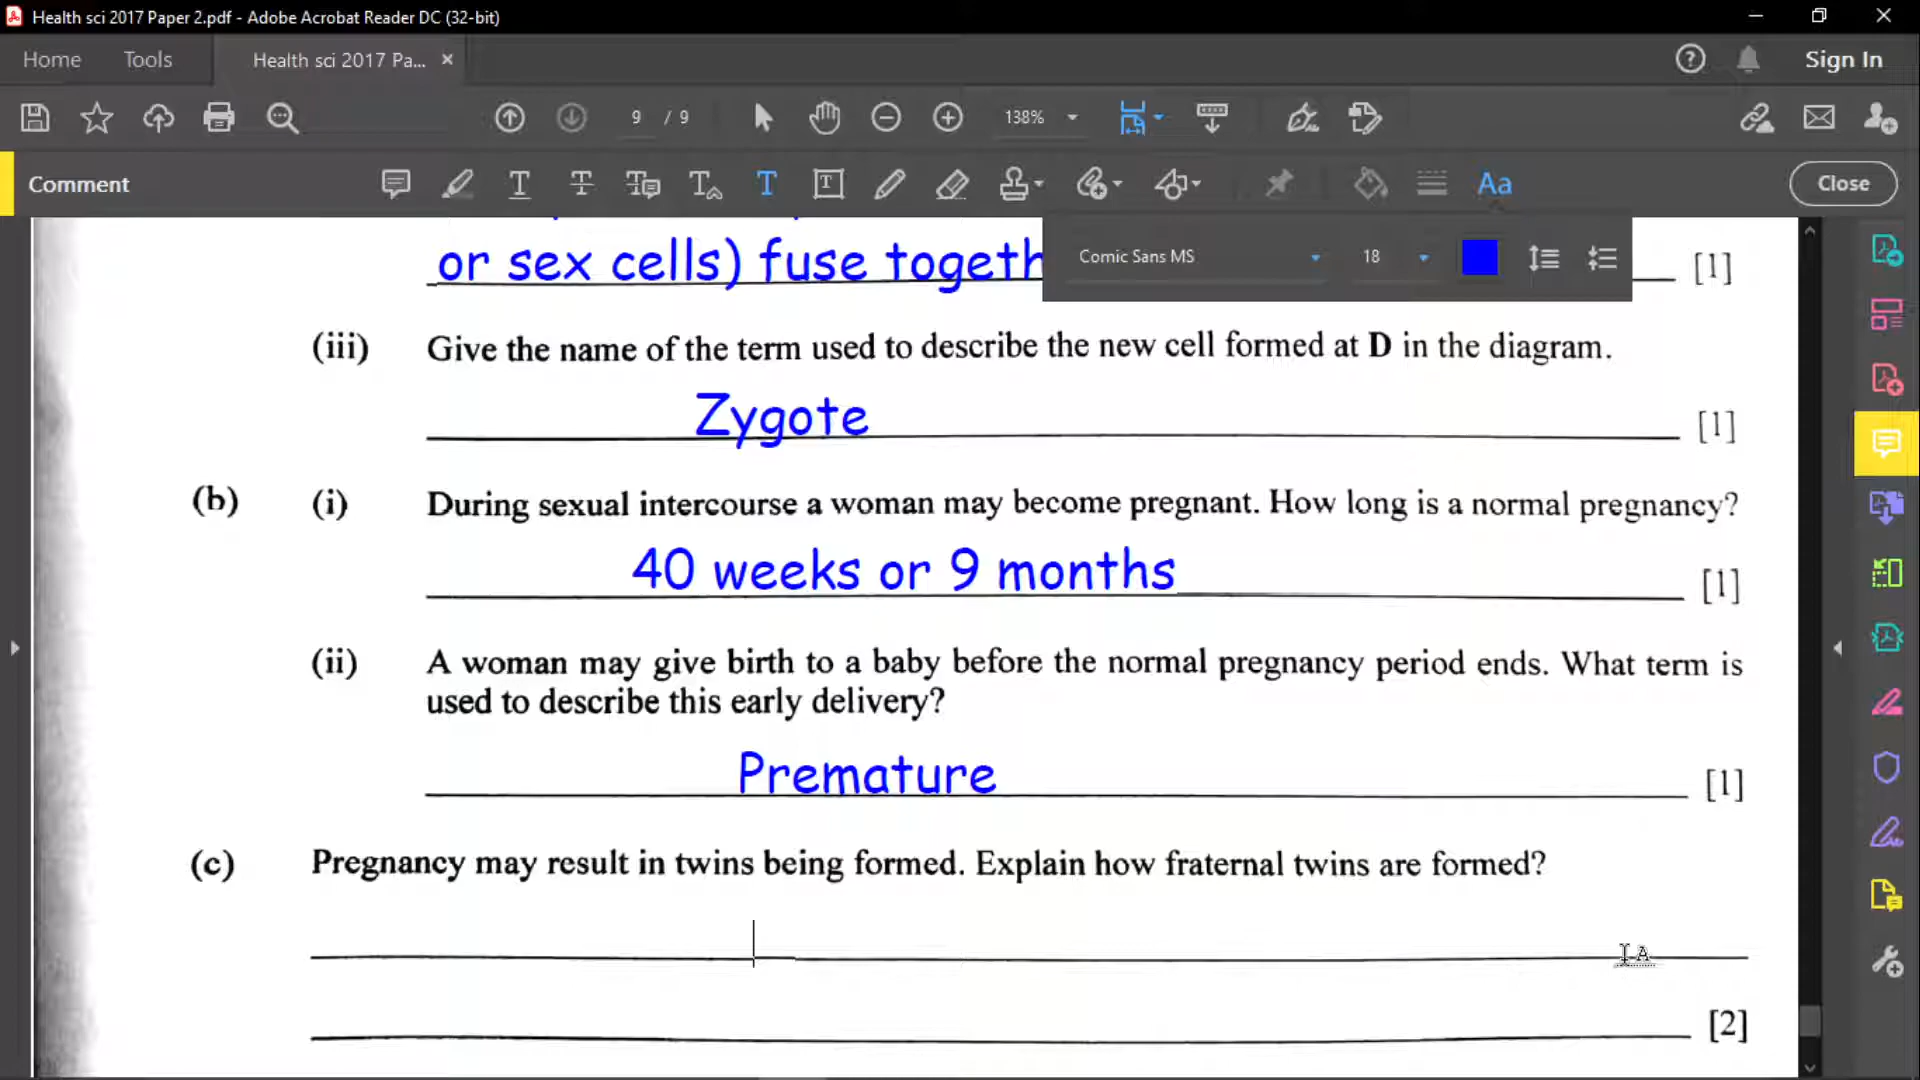 Health sci 2017 Paper 2.pdf - Adobe Acrobat Reader DC (32-bit)
Home Tools Health sci 2017 Pa... × Sign In
9 / 9 138%
Comment Close
Comic Sans MS 18
or sex cells) fuse togeth [1]
(iii) Give the name of the term used to describe the new cell formed at D in the diagram.
Zygote [1]
(b) (i) During sexual intercourse a woman may become pregnant. How long is a normal pregnancy?
40 weeks or 9 months [1]
(ii) A woman may give birth to a baby before the normal pregnancy period ends. What term is
used to describe this early delivery?
Premature [1]
(c) Pregnancy may result in twins being formed. Explain how fraternal twins are formed?
[2]